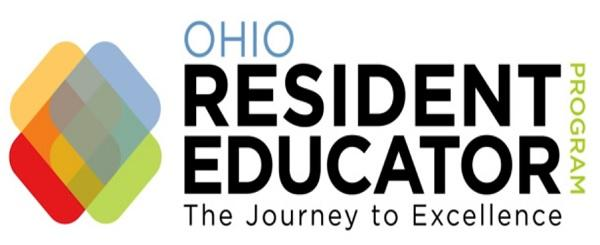 OHIO
RESIDENT
EDUCATOR
PROGRAM
The Journey to Excellence